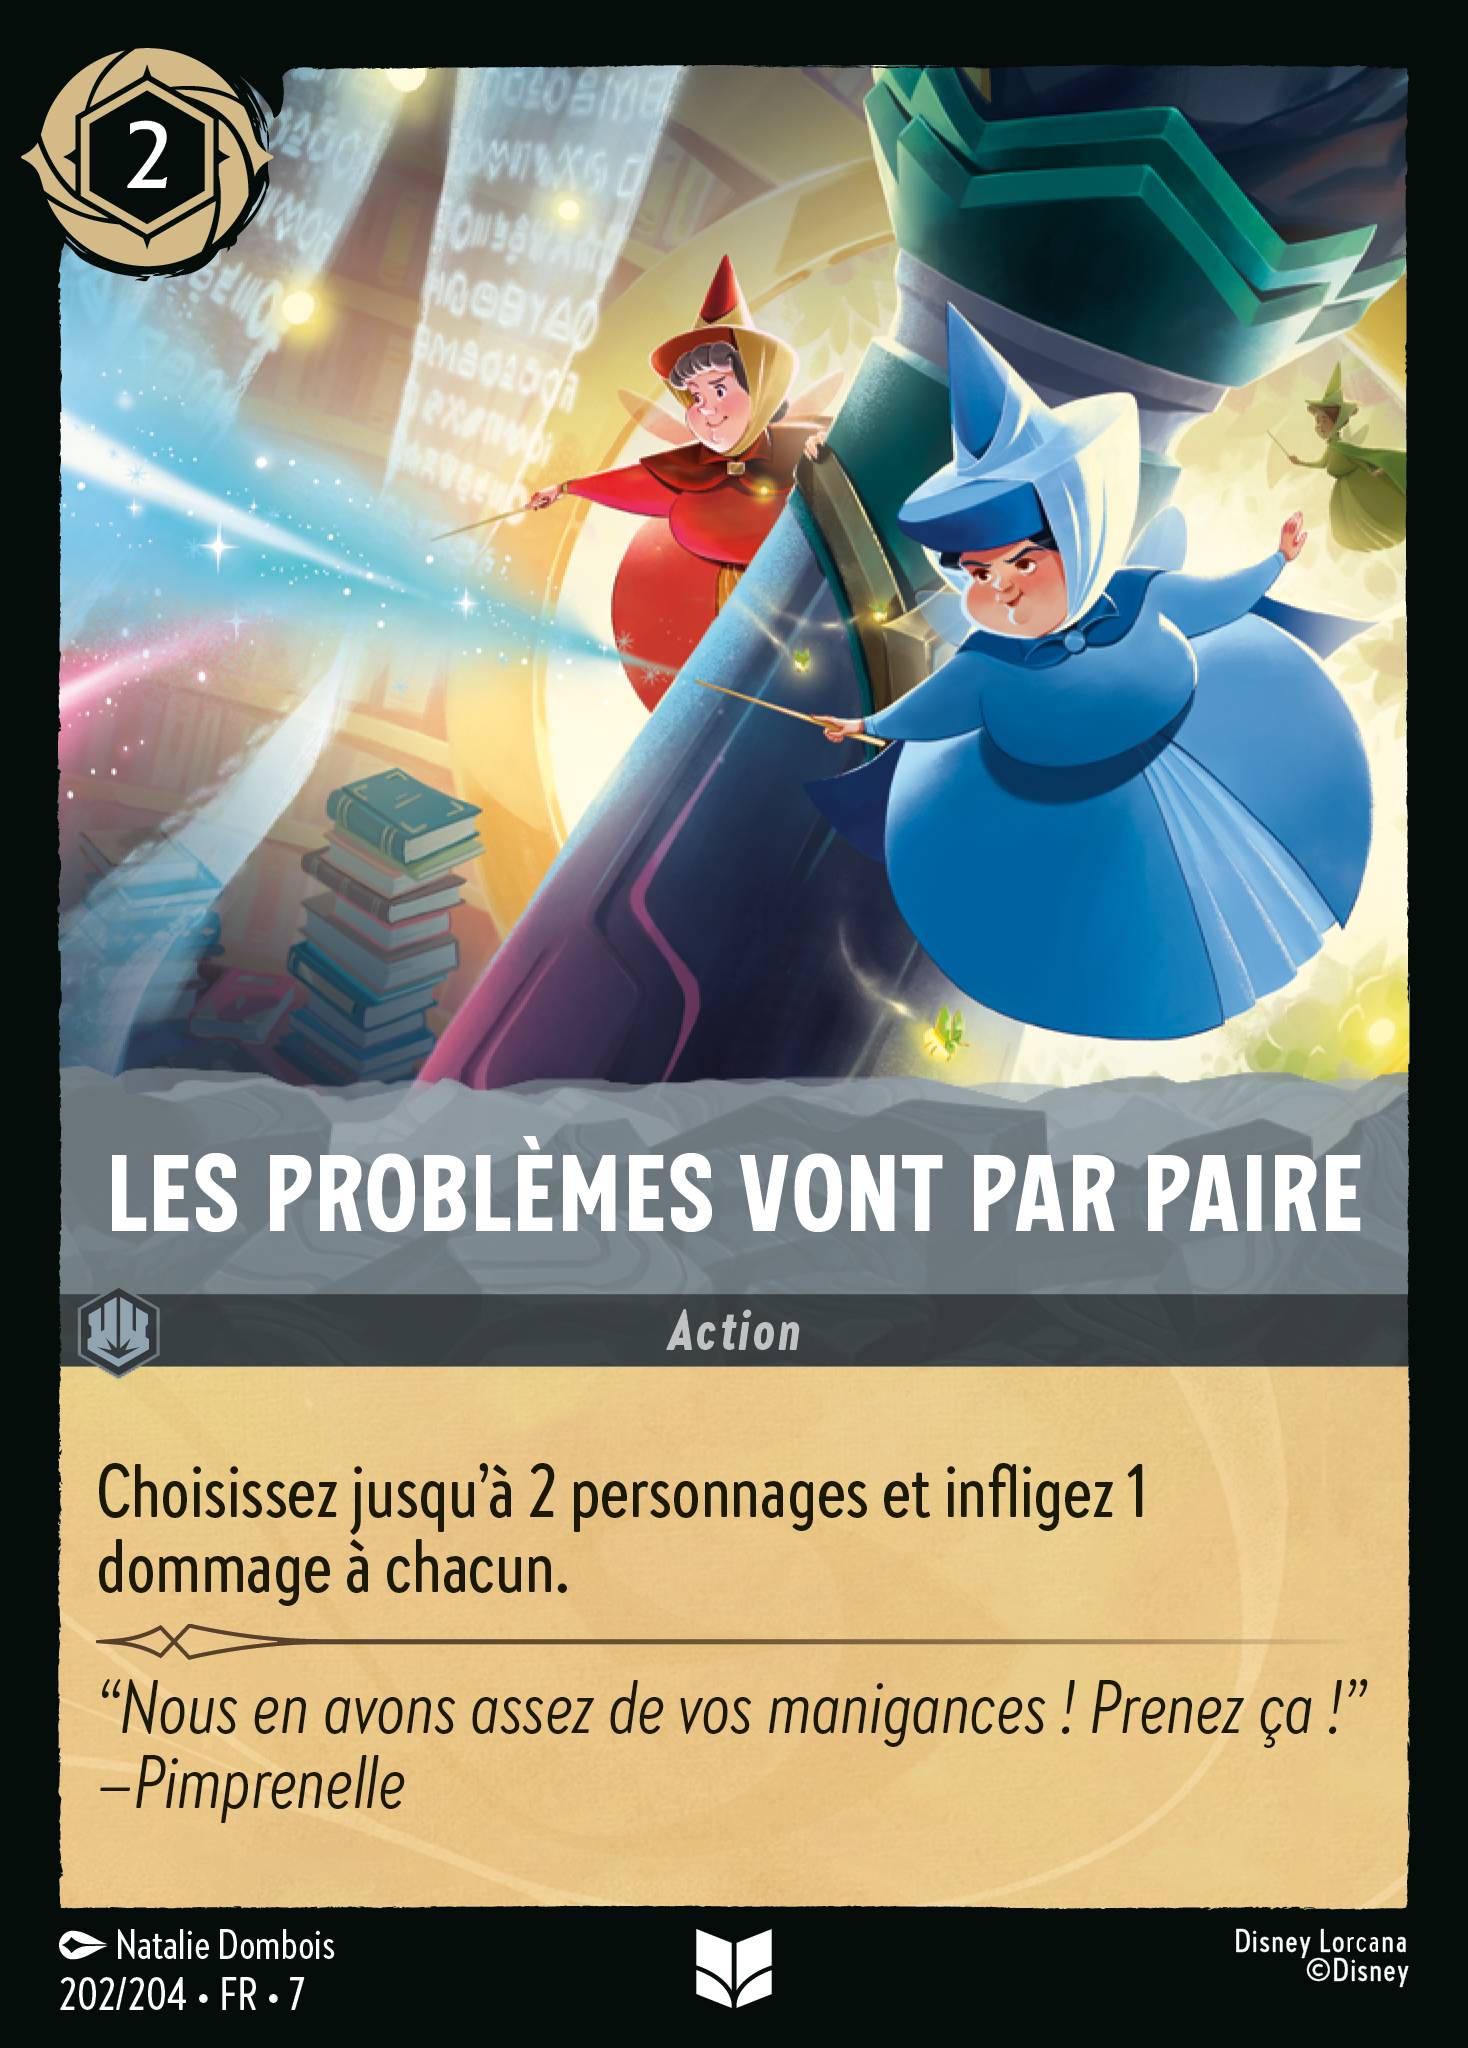 2
LES PROBLÈMES VONT PAR PAIRE
Action
Choisissez jusqu’à 2 personnages et infligez 1
dommage à chacun.
“Nous en avons assez de vos manigances ! Prenez ça !”
–Pimprenelle
Natalie Dombois
202/204 • FR • 7
Disney Lorcana
©Disney